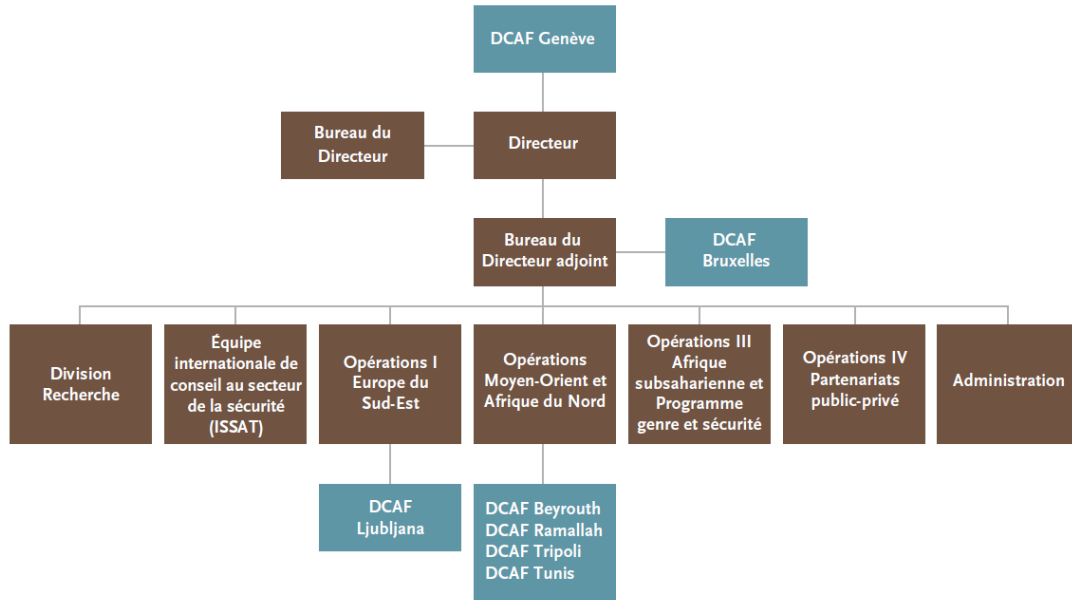 DCAF Genève
Bureau du
Directeur
Directeur
Bureau du
Directeur adjoint
DCAF
Bruxelles
Division
Recherche
Équipe
internationale de
conseil au secteur
de la sécurité
(ISSAT)
Opérations I
Europe du
Sud-Est
Opérations
Moyen-Orient et
Afrique du Nord
Opérations III
Afrique
subsaharienne et
Programme
genre et sécurité
Opérations IV
Partenariats
public-privé
Administration
DCAF
Ljubljana
DCAF Beyrouth
DCAF Ramallah
DCAF Tripoli
DCAF Tunis